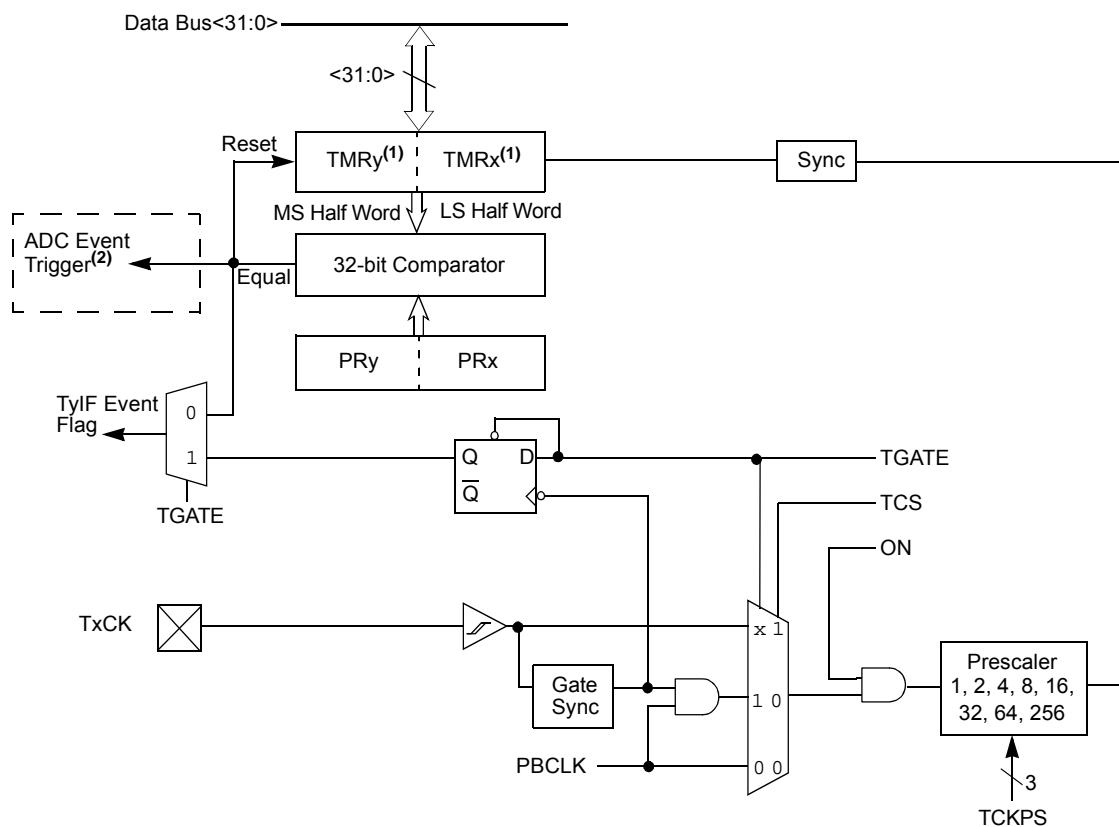 Data Bus<31:0>
<31:0>
Reset
TMRy(1)
TMRx(1)
Sync
MS Half Word
LS Half Word
ADC Event
Trigger(2)
Equal
32-bit Comparator
PRy
PRx
TyIF Event
Flag
0
1
TGATE
Q
D
Q̅
TGATE
TCS
ON
TxCK
x 1
Gate
Sync
1 0
PBCLK
0 0
Prescaler
1, 2, 4, 8, 16,
32, 64, 256
3
TCKPS